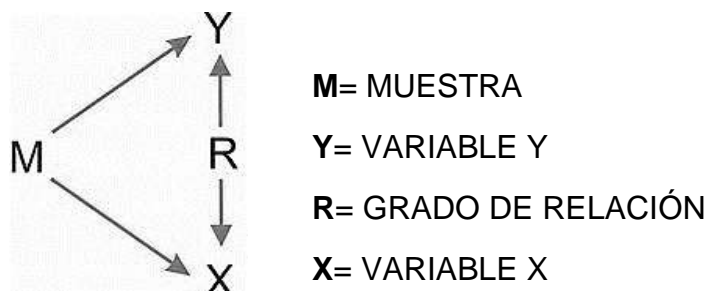 Y
M
R
X
M= MUESTRA
Y= VARIABLE Y
R= GRADO DE RELACIÓN
X= VARIABLE X